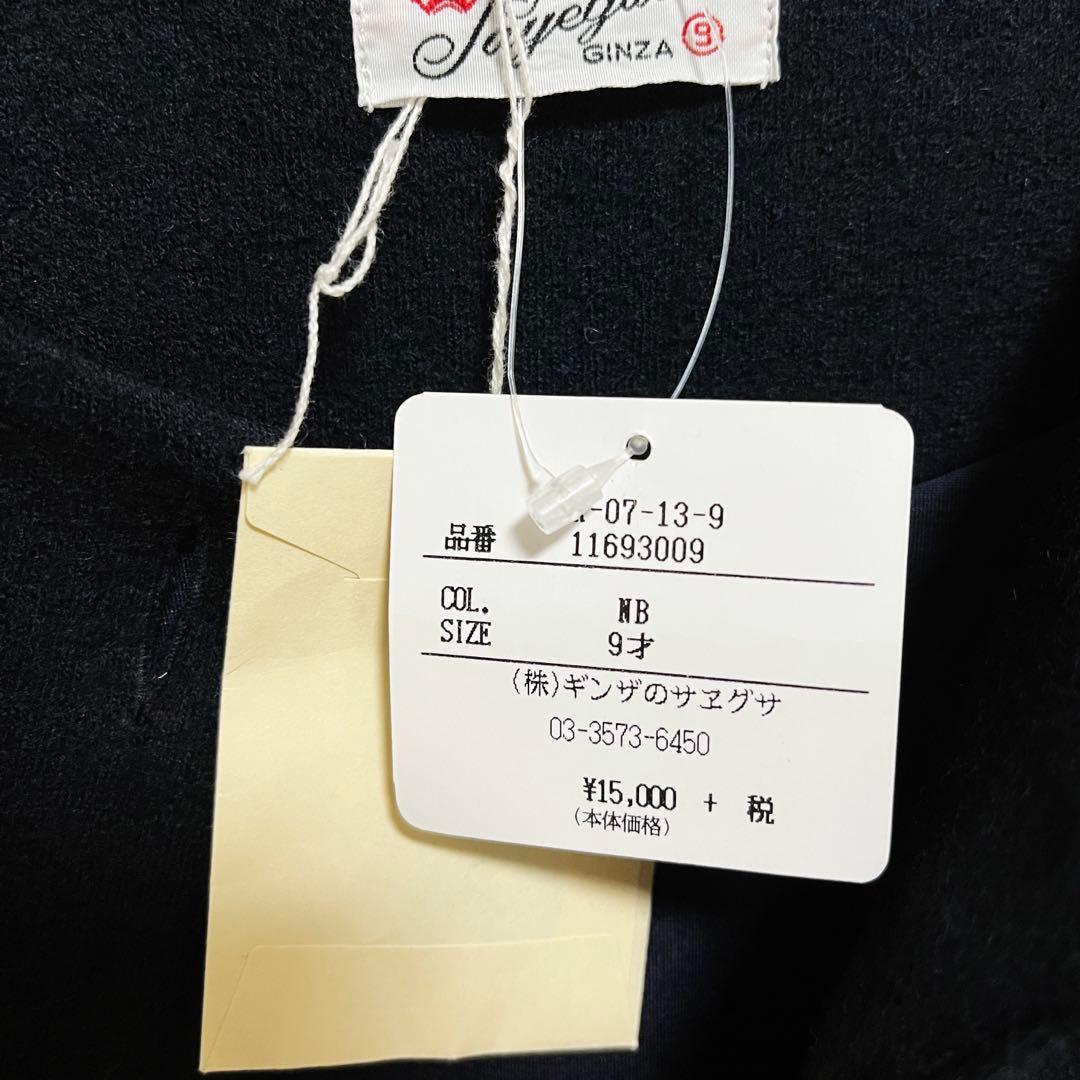 GINZA 9
-07-13-9
品番 11693009
COL. NB
SIZE 9才
(株)ギンザのサヱグサ
03-3573-6450
¥15,000 + 税
(本体価格)